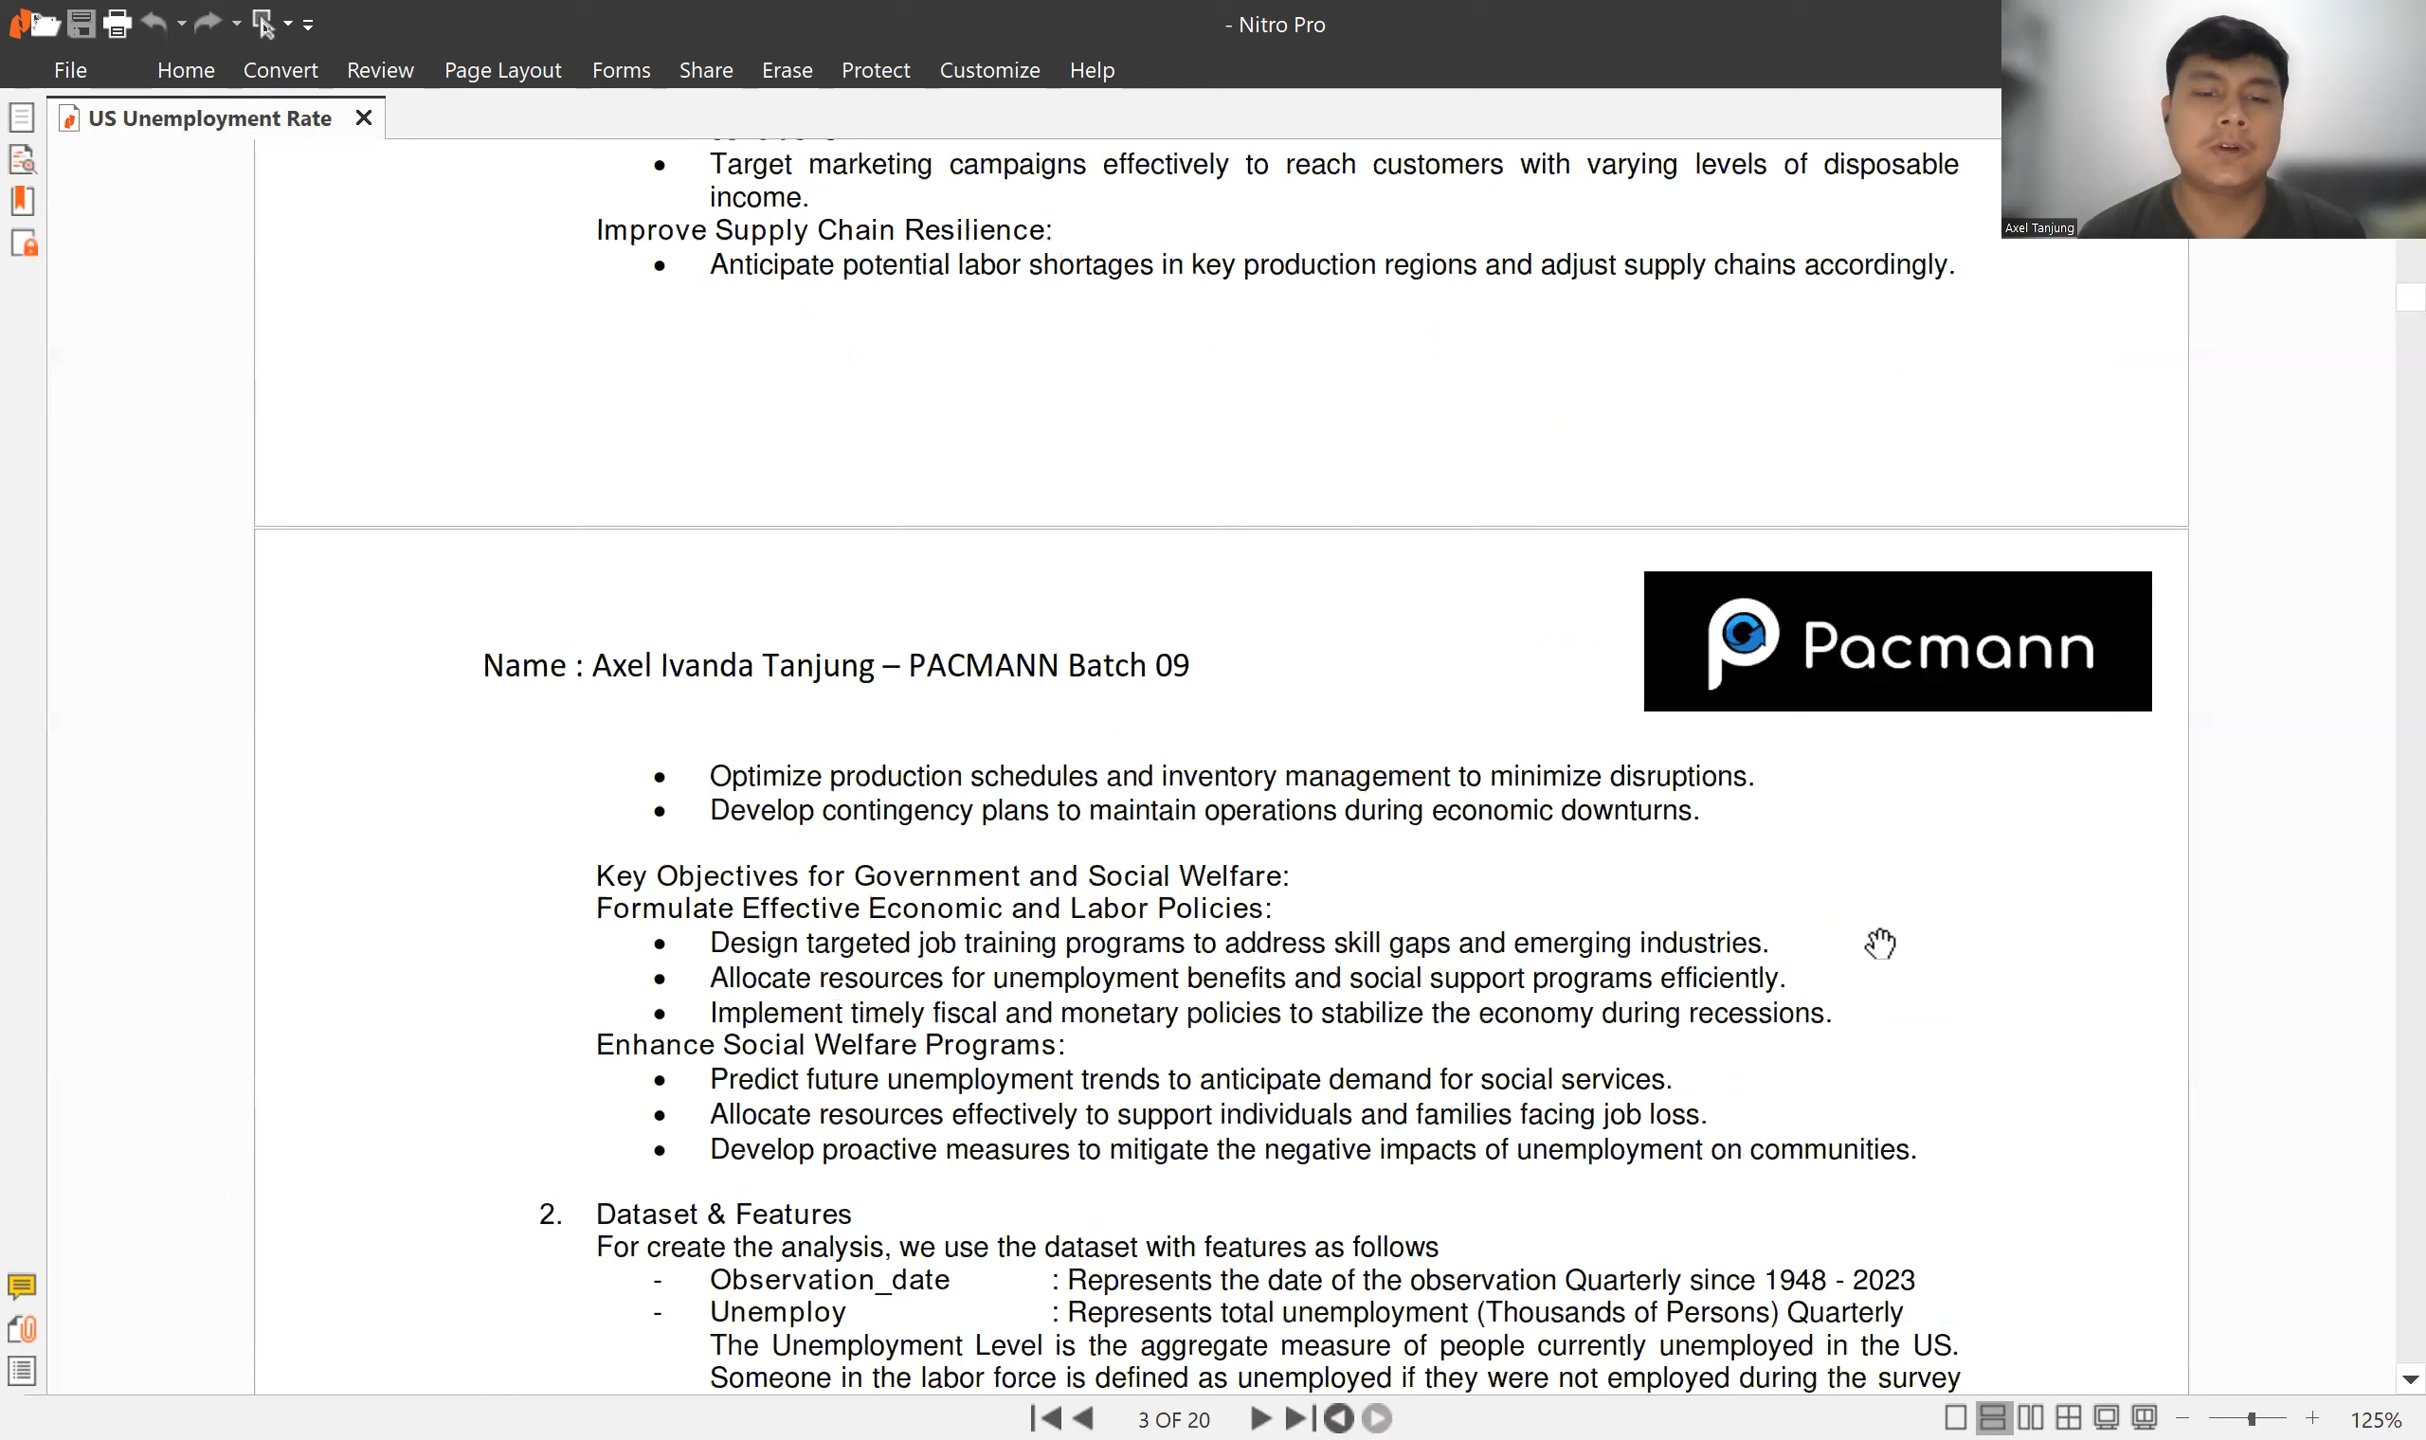 - Nitro Pro
File Home Convert Review Page Layout Forms Share Erase Protect Customize Help
US Unemployment Rate
• Target marketing campaigns effectively to reach customers with varying levels of disposable
income.
Axel Tanjung
Improve Supply Chain Resilience:
• Anticipate potential labor shortages in key production regions and adjust supply chains accordingly.
Pacmann
Name : Axel Ivanda Tanjung – PACMANN Batch 09
• Optimize production schedules and inventory management to minimize disruptions.
• Develop contingency plans to maintain operations during economic downturns.
Key Objectives for Government and Social Welfare:
Formulate Effective Economic and Labor Policies:
• Design targeted job training programs to address skill gaps and emerging industries.
• Allocate resources for unemployment benefits and social support programs efficiently.
• Implement timely fiscal and monetary policies to stabilize the economy during recessions.
Enhance Social Welfare Programs:
• Predict future unemployment trends to anticipate demand for social services.
• Allocate resources effectively to support individuals and families facing job loss.
• Develop proactive measures to mitigate the negative impacts of unemployment on communities.
2. Dataset & Features
For create the analysis, we use the dataset with features as follows
- Observation_date : Represents the date of the observation Quarterly since 1948 - 2023
- Unemploy : Represents total unemployment (Thousands of Persons) Quarterly
The Unemployment Level is the aggregate measure of people currently unemployed in the US.
Someone in the labor force is defined as unemployed if they were not employed during the survey
3 OF 20
125%